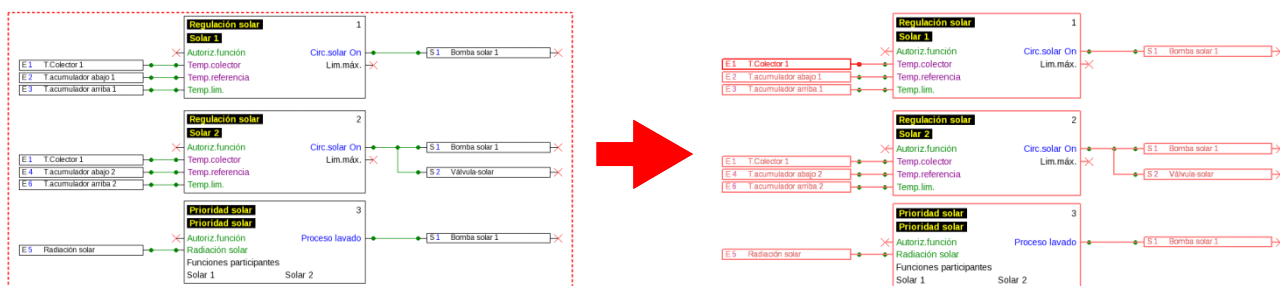 Regulación solar 1
Solar 1
Autoriz.función Circ.solar On S 1 Bomba solar 1
E 1 T.Colector 1 Temp.colector Lim.máx.
E 2 T.acumulador abajo 1 Temp.referencia
E 3 T.acumulador arriba 1 Temp.lim.
Regulación solar 2
Solar 2
Autoriz.función Circ.solar On S 1 Bomba solar 1
E 1 T.Colector 1 Temp.colector Lim.máx.
E 4 T.acumulador abajo 2 Temp.referencia S 2 Válvula-solar
E 6 T.acumulador arriba 2 Temp.lim.
Prioridad solar 3
Prioridad solar
Autoriz.función Proceso lavado S 1 Bomba solar 1
E 5 Radiación solar Radiación solar
Funciones participantes
Solar 1 Solar 2
Regulación solar 1
Solar 1
Autoriz.función Circ.solar On S 1 Bomba solar 1
E 1 T.Colector 1 Temp.colector Lim.máx.
E 2 T.acumulador abajo 1 Temp.referencia
E 3 T.acumulador arriba 1 Temp.lim.
Regulación solar 2
Solar 2
Autoriz.función Circ.solar On S 1 Bomba solar 1
E 1 T.Colector 1 Temp.colector Lim.máx.
E 4 T.acumulador abajo 2 Temp.referencia S 2 Válvula-solar
E 6 T.acumulador arriba 2 Temp.lim.
Prioridad solar 3
Prioridad solar
Autoriz.función Proceso lavado S 1 Bomba solar 1
E 5 Radiación solar Radiación solar
Funciones participantes
Solar 1 Solar 2